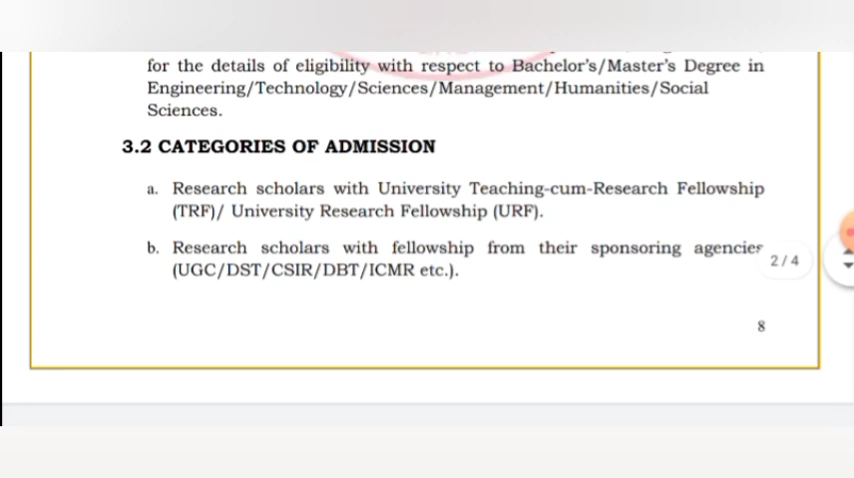 for the details of eligibility with respect to Bachelor's/Master's Degree in
Engineering/Technology/Sciences/Management/Humanities/Social
Sciences.
3.2 CATEGORIES OF ADMISSION
a. Research scholars with University Teaching-cum-Research Fellowship
(TRF)/ University Research Fellowship (URF).
b. Research scholars with fellowship from their sponsoring agencies
(UGC/DST/CSIR/DBT/ICMR etc.).
2/4
8